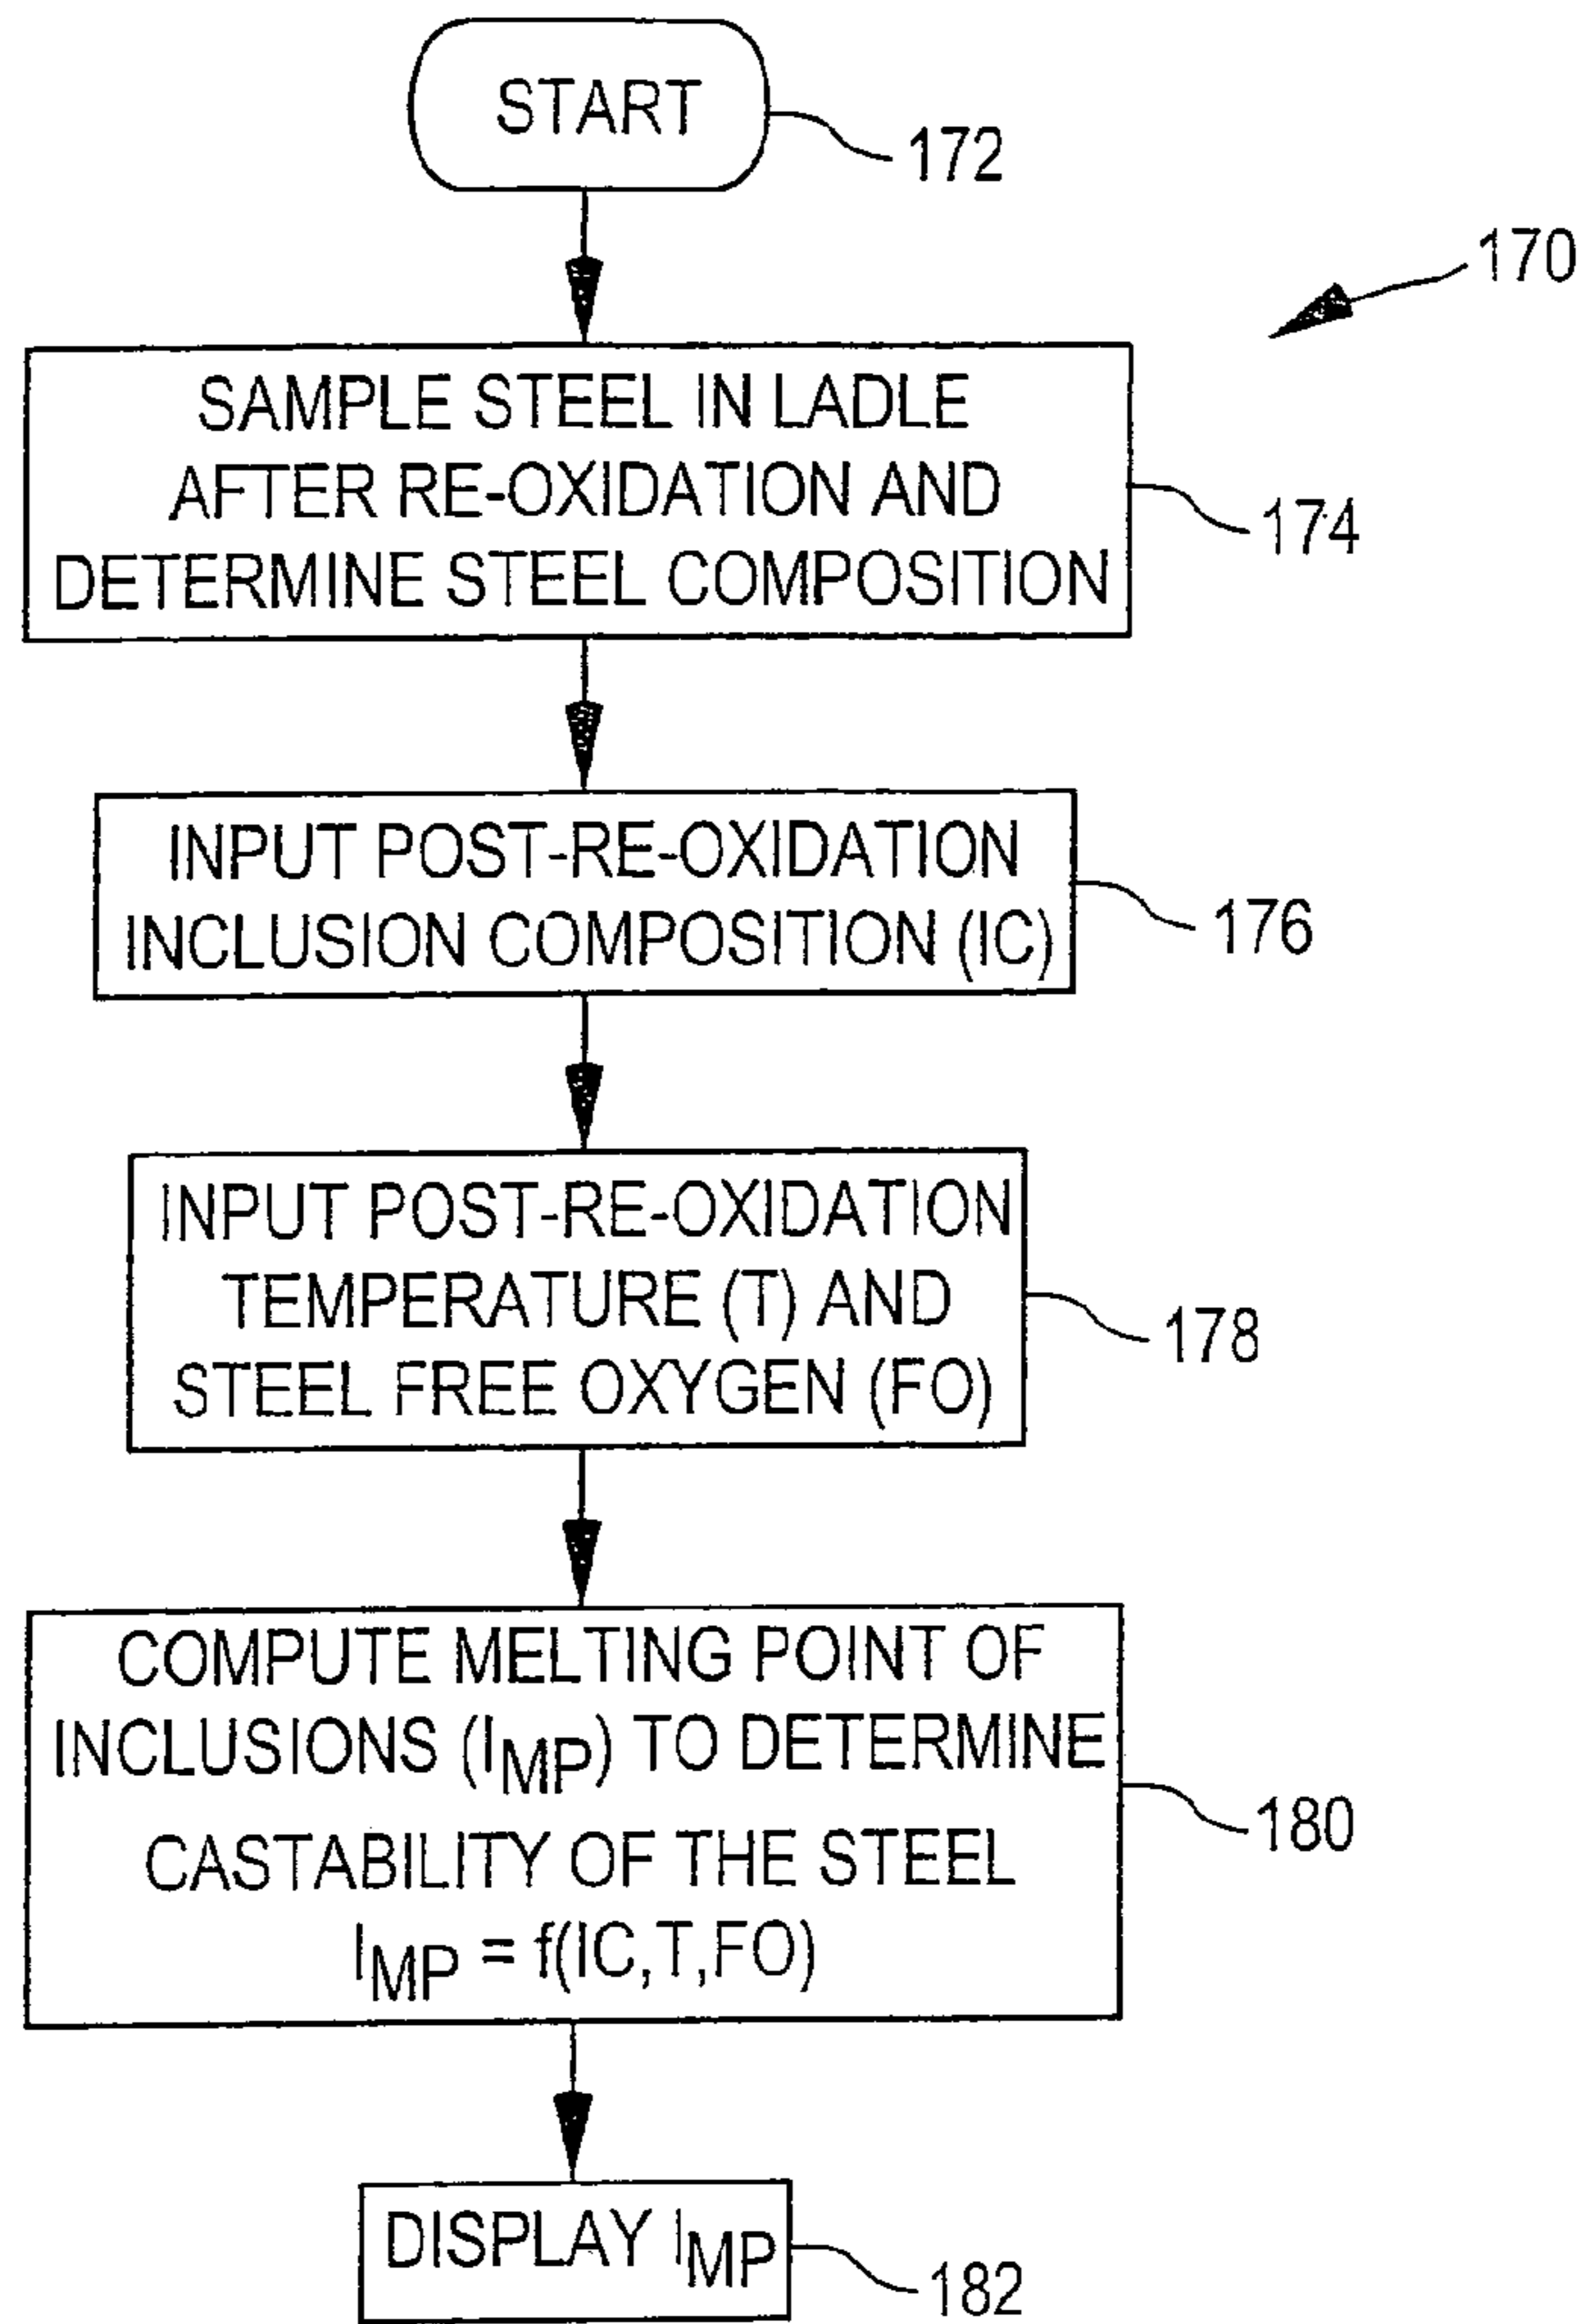 START
172
170
SAMPLE STEEL IN LADLE
AFTER RE-OXIDATION AND
DETERMINE STEEL COMPOSITION
174
INPUT POST-RE-OXIDATION
INCLUSION COMPOSITION (IC)
176
INPUT POST-RE-OXIDATION
TEMPERATURE (T) AND
STEEL FREE OXYGEN (FO)
178
COMPUTE MELTING POINT OF
INCLUSIONS (IMP) TO DETERMINE
CASTABILITY OF THE STEEL
IMP = f(IC,T,FO)
180
DISPLAY IMP
182